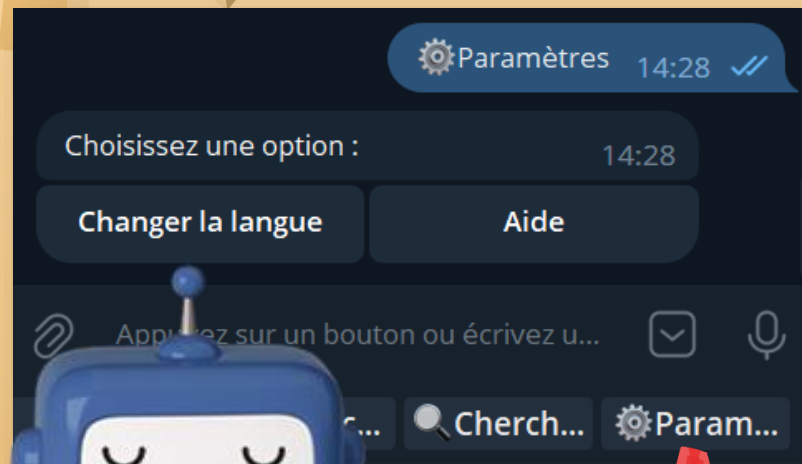 ⚙️Paramètres 14:28
Choisissez une option : 14:28
Changer la langue Aide
sur un bouton ou écrivez u...
🔍Cherch... ⚙️Param...